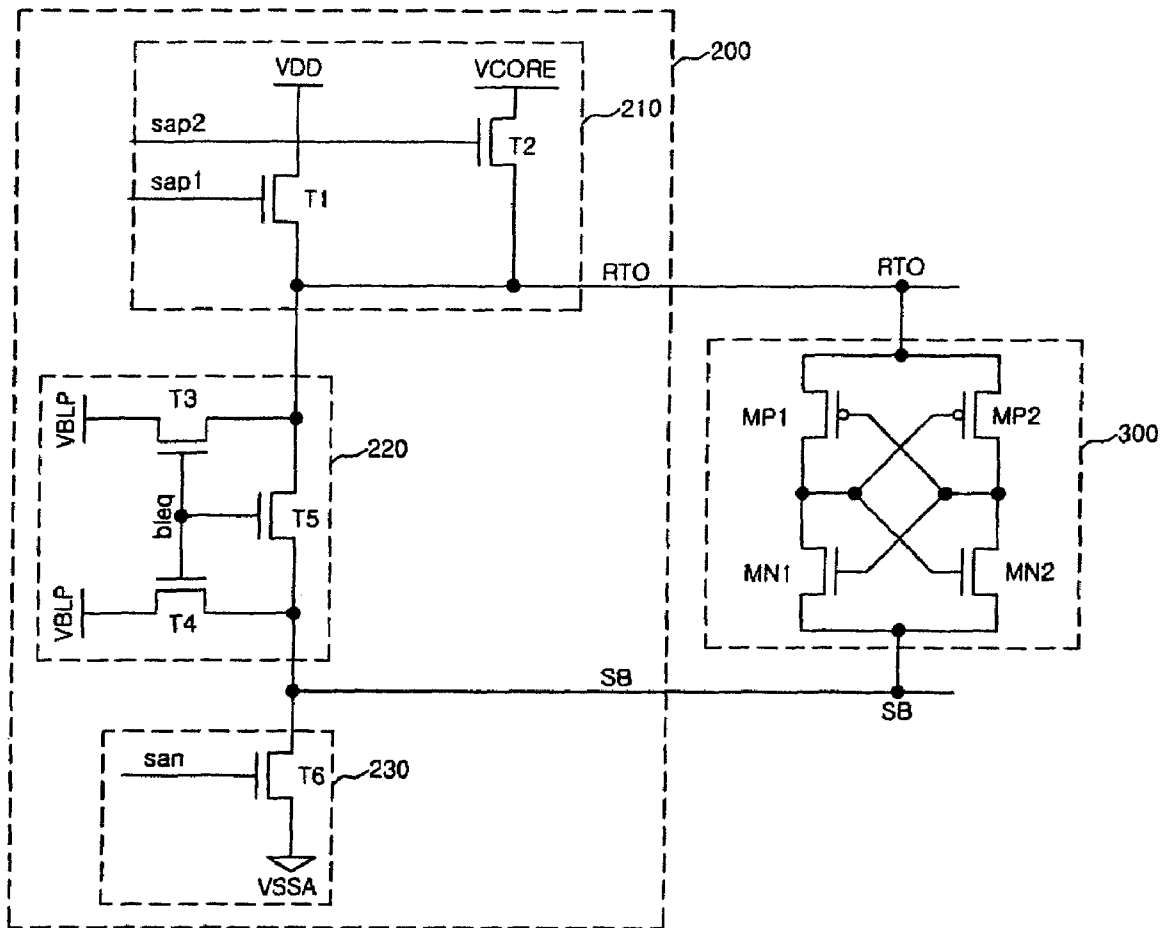 200
VDD
VCORE
210
sap2
T2
sap1
T1
RTO
RTO
T3
VBLP
220
MP1
MP2
300
bleq
T5
MN1
MN2
VBLP
T4
SB
SB
san
T6
230
VSSA